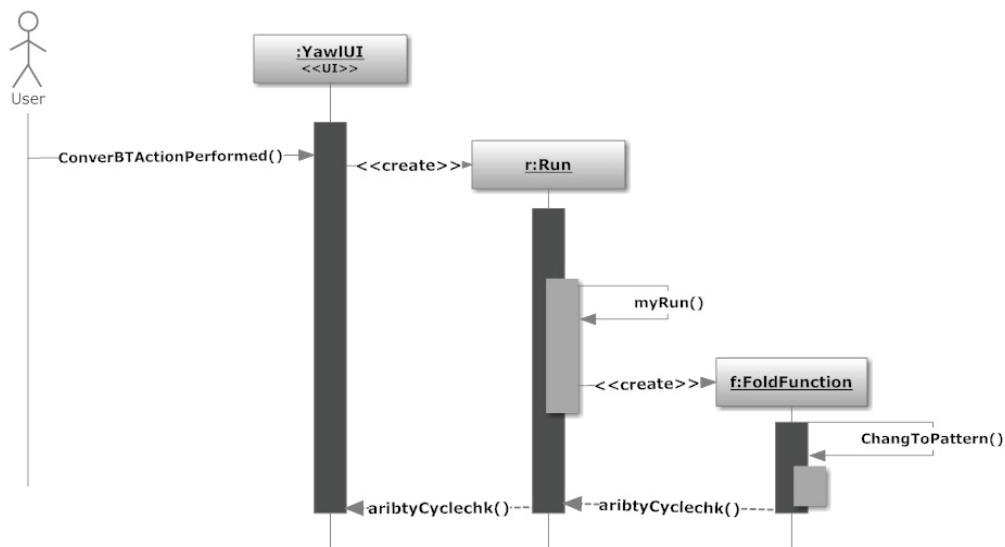 :YawlUI
<<UI>>
User
ConverBTActionPerformed()
<<create>>
r:Run
myRun()
<<create>>
f:FoldFunction
ChangToPattern()
aribtyCyclechk()
aribtyCyclechk()